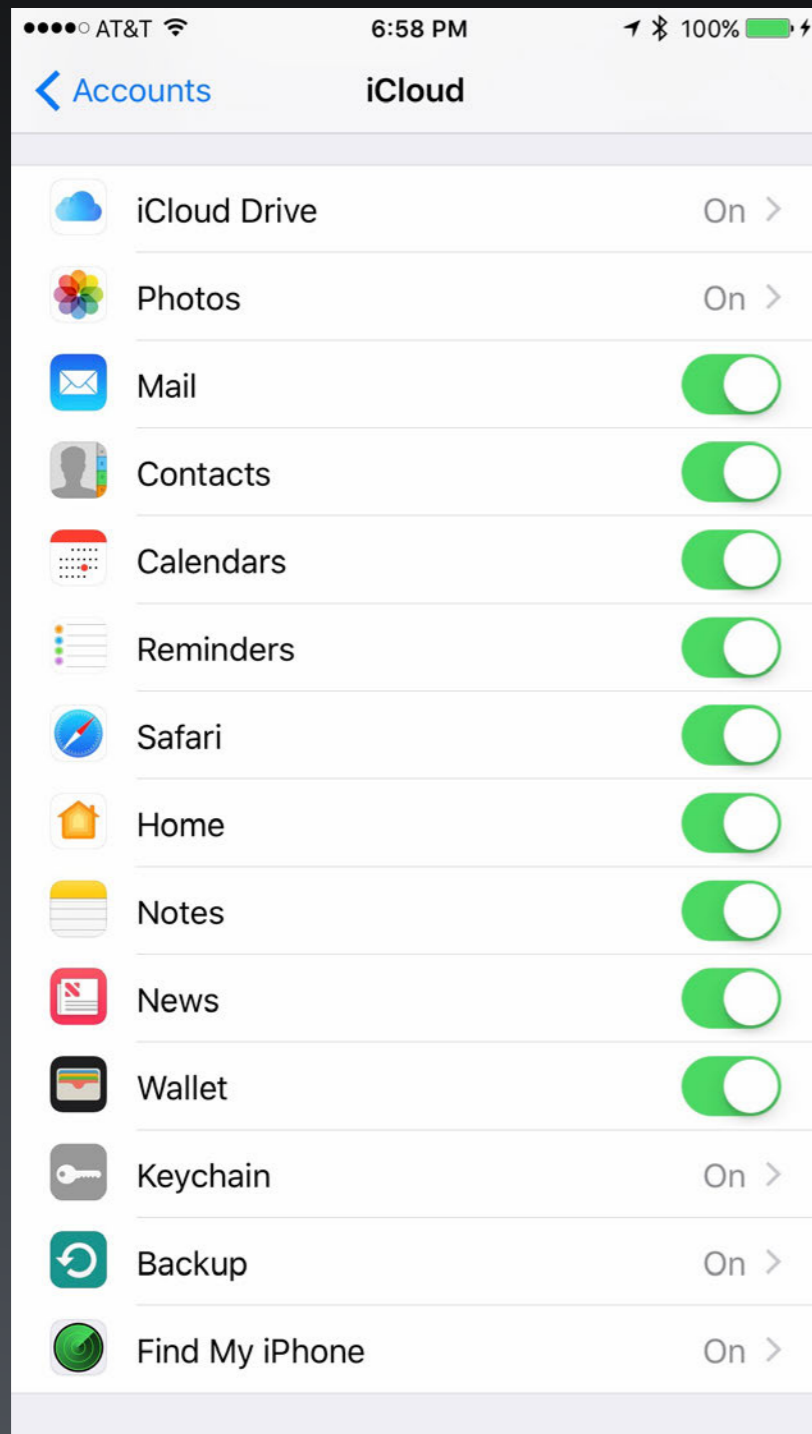 AT&T 6:58 PM 100%
Accounts iCloud
iCloud Drive On
Photos On
Mail
Contacts
Calendars
Reminders
Safari
Home
Notes
News
Wallet
Keychain On
Backup On
Find My iPhone On